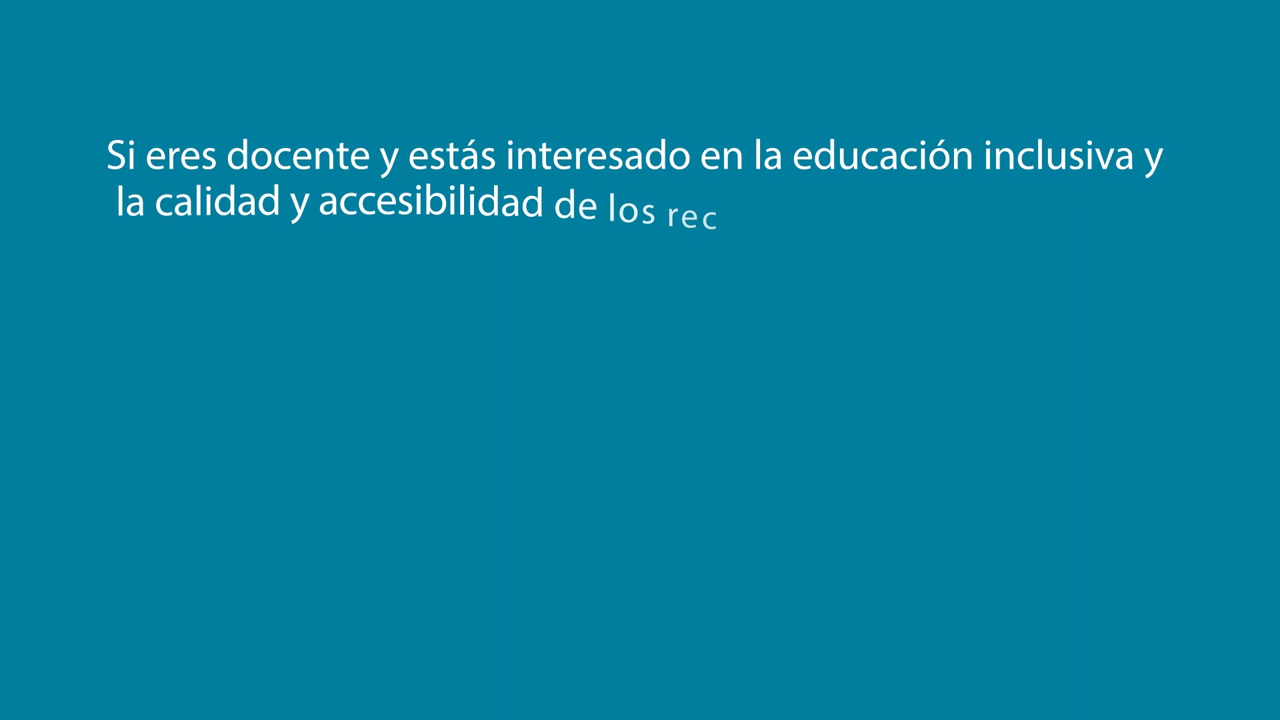 Si eres docente y estás interesado en la educación inclusiva y
la calidad y accesibilidad de los rec